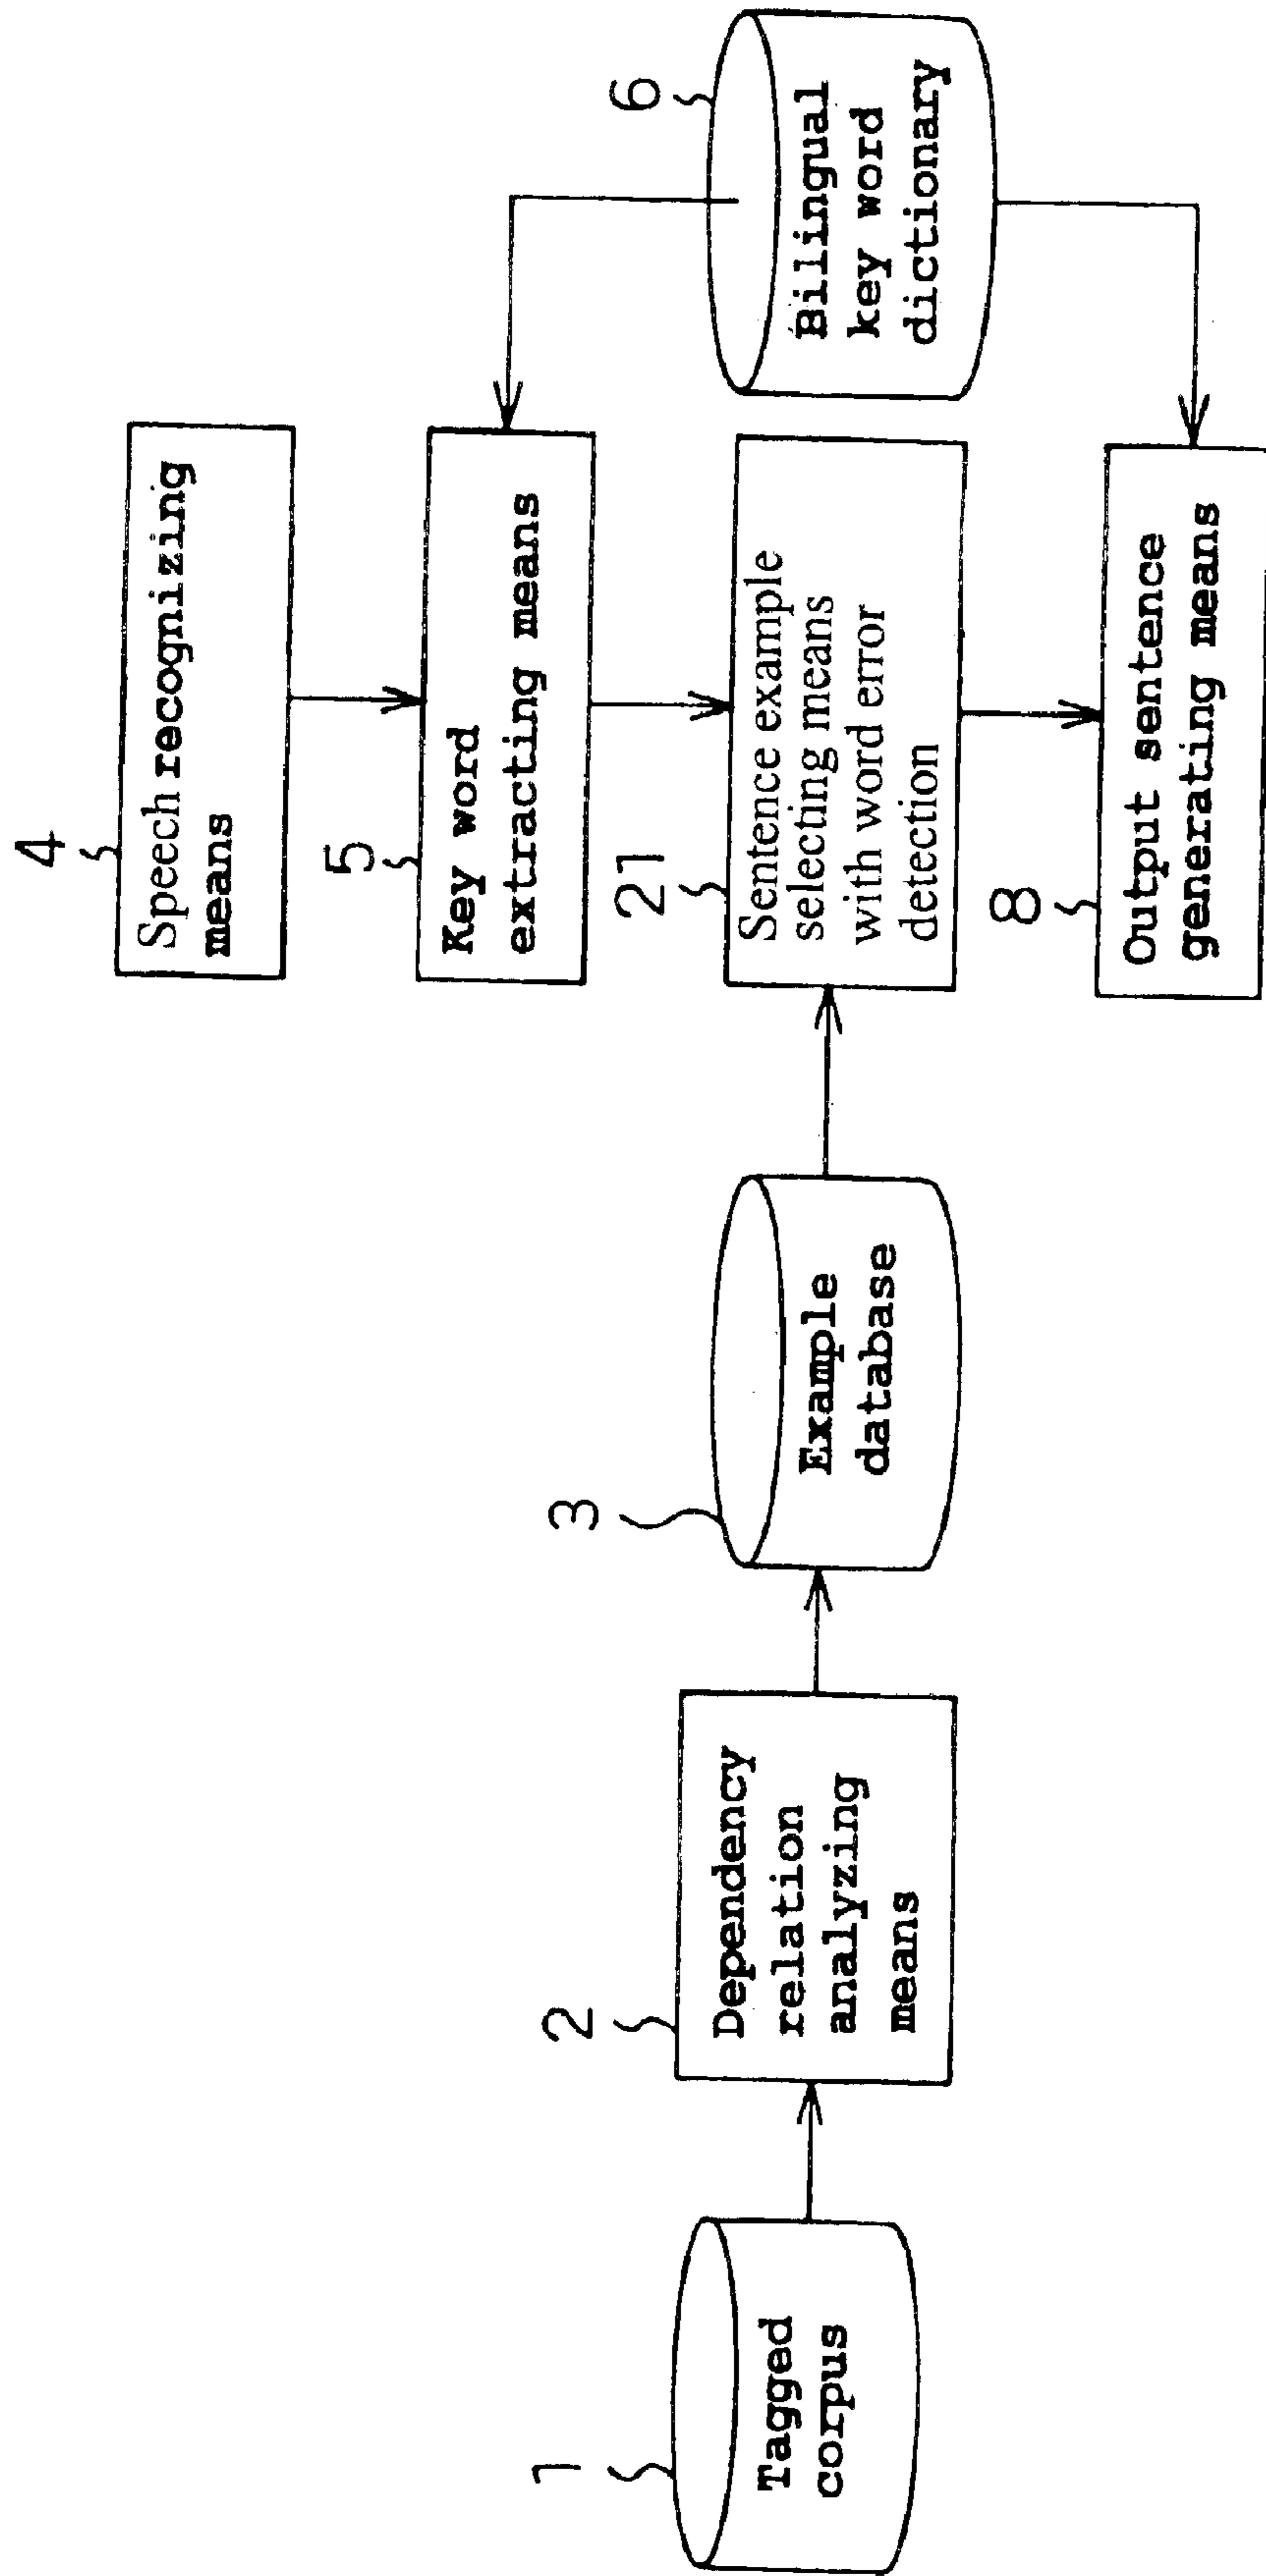 4
Speech recognizing
means
5
Key word
extracting means
6
Bilingual
key word
dictionary
1
Tagged
corpus
2
Dependency
relation
analyzing
means
3
Example
database
21
Sentence example
selecting means
with word error
detection
8
Output sentence
generating means